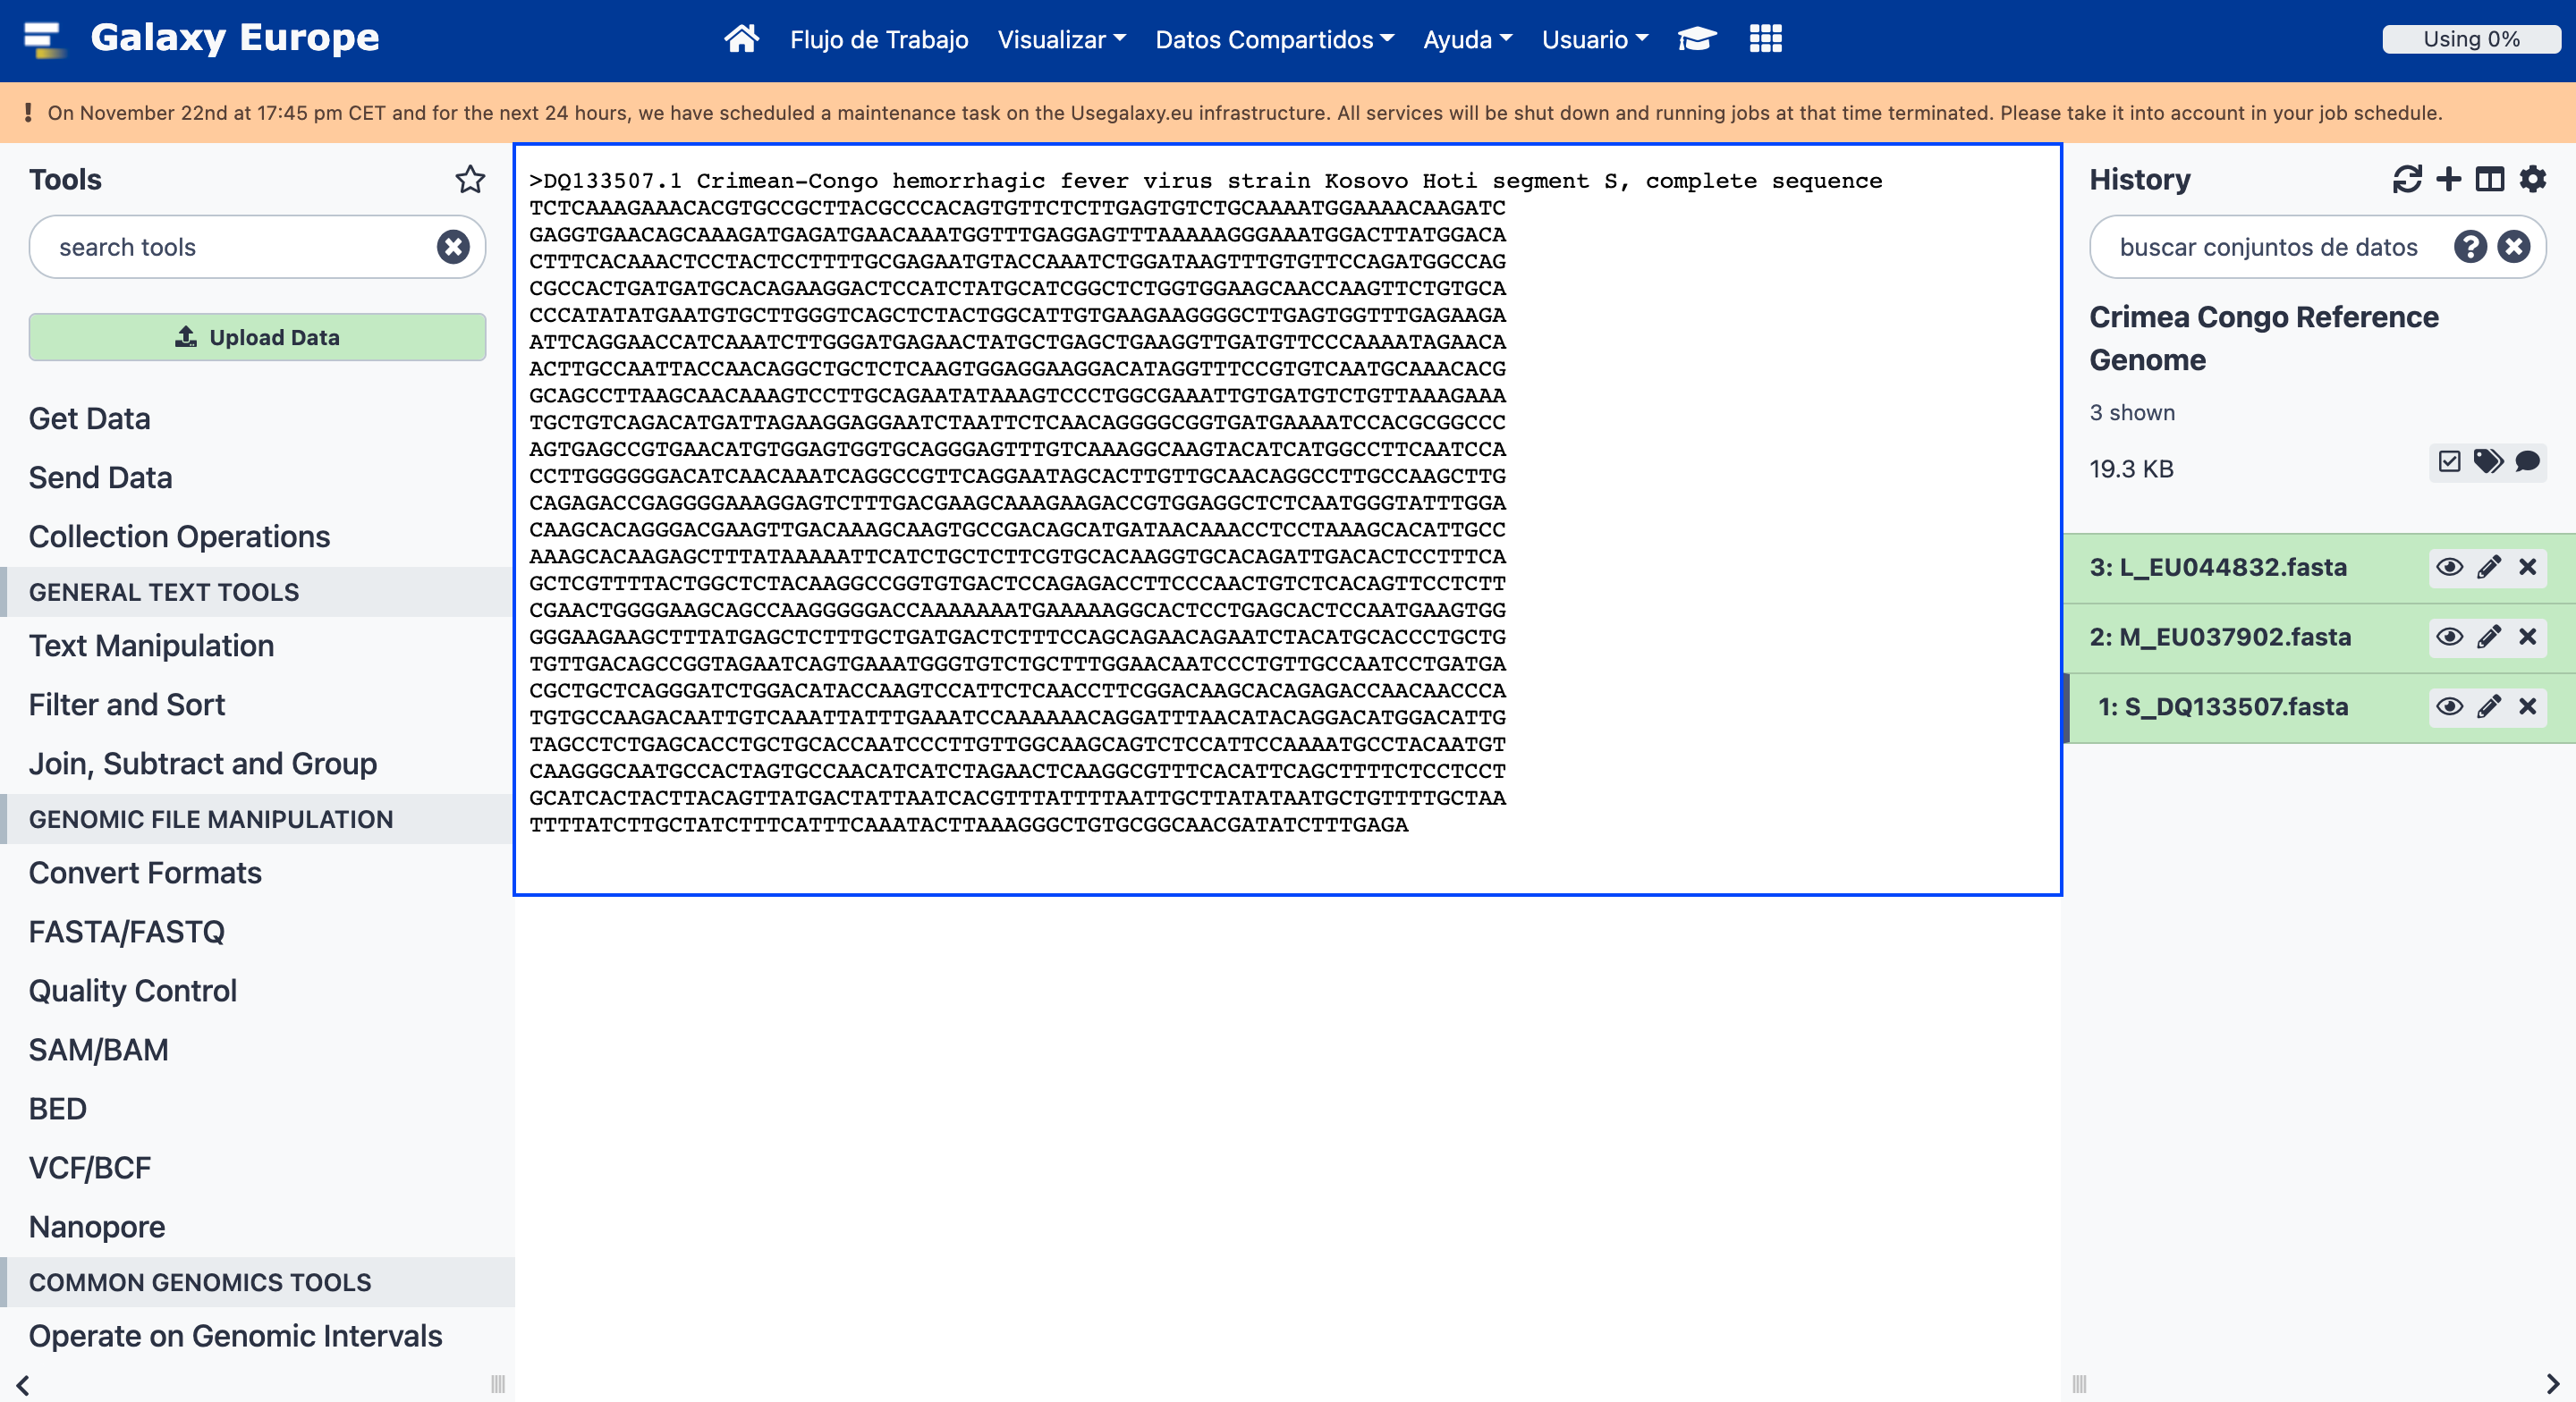 Galaxy Europe
Flujo de Trabajo
Visualizar
Datos Compartidos
Ayuda
Usuario
Using 0%
On November 22nd at 17:45 pm CET and for the next 24 hours, we have scheduled a maintenance task on the Usegalaxy.eu infrastructure. All services will be shut down and running jobs at that time terminated. Please take it into account in your job schedule.
Tools
search tools
Upload Data
Get Data
Send Data
Collection Operations
GENERAL TEXT TOOLS
Text Manipulation
Filter and Sort
Join, Subtract and Group
GENOMIC FILE MANIPULATION
Convert Formats
FASTA/FASTQ
Quality Control
SAM/BAM
BED
VCF/BCF
Nanopore
COMMON GENOMICS TOOLS
Operate on Genomic Intervals
>DQ133507.1 Crimean-Congo hemorrhagic fever virus strain Kosovo Hoti segment S, complete sequence
TCTCAAAGAAACACGTGCCGCTTACGCCCACAGTGTTCTCTTGAGTGTCTGCAAAATGGAAAACAAGATC
GAGGTGAACAGCAAAGATGAGATGAACAAATGGTTTGAGGAGTTTAAAAAGGGAAATGGACTTATGGACA
CTTTCACAAACTCCTACTCCTTTTGCGAGAATGTACCAAATCTGGATAAGTTTGTGTTCCAGATGGCCAG
CGCCACTGATGATGCACAGAAGGACTCCATCTATGCATCGGCTCTGGTGGAAGCAACCAAGTTCTGTGCA
CCCATATATGAATGTGCTTGGGTCAGCTCTACTGGCATTGTGAAGAAGGGGCTTGAGTGGTTTGAGAAGA
ATTCAGGAACCATCAAATCTTGGGATGAGAACTATGCTGAGCTGAAGGTTGATGTTCCCAAAATAGAACA
ACTTGCCAATTACCAACAGGCTGCTCTCAAGTGGAGGAAGGACATAGGTTTCCGTGTCAATGCAAACACG
GCAGCCTTAAGCAACAAAGTCCTTGCAGAATATAAAGTCCCTGGCGAAATTGTGATGTCTGTTAAAGAAA
TGCTGTCAGACATGATTAGAAGGAGGAATCTAATTCTCAACAGGGGCGGTGATGAAAATCCACGCGGCCC
AGTGAGCCGTGAACATGTGGAGTGGTGCAGGGAGTTTGTCAAAGGCAAGTACATCATGGCCTTCAATCCA
CCTTGGGGGGACATCAACAAATCAGGCCGTTCAGGAATAGCACTTGTTGCAACAGGCCTTGCCAAGCTTG
CAGAGACCGAGGGGAAAGGAGTCTTTGACGAAGCAAAGAAGACCGTGGAGGCTCTCAATGGGTATTTGGA
CAAGCACAGGGACGAAGTTGACAAAGCAAGTGCCGACAGCATGATAACAAACCTCCTAAAGCACATTGCC
AAAGCACAAGAGCTTTATAAAAATTCATCTGCTCTTCGTGCACAAGGTGCACAGATTGACACTCCTTTCA
GCTCGTTTTACTGGCTCTACAAGGCCGGTGTGACTCCAGAGACCTTCCCAACTGTCTCACAGTTCCTCTT
CGAACTGGGGAAGCAGCCAAGGGGGACCAAAAAAATGAAAAAGGCACTCCTGAGCACTCCAATGAAGTGG
GGGAAGAAGCTTTATGAGCTCTTTGCTGATGACTCTTTCCAGCAGAACAGAATCTACATGCACCCTGCTG
TGTTGACAGCCGGTAGAATCAGTGAAATGGGTGTCTGCTTTGGAACAATCCCTGTTGCCAATCCTGATGA
CGCTGCTCAGGGATCTGGACATACCAAGTCCATTCTCAACCTTCGGACAAGCACAGAGACCAACAACCCA
TGTGCCAAGACAATTGTCAAATTATTTGAAATCCAAAAAACAGGATTTAACATACAGGACATGGACATTG
TAGCCTCTGAGCACCTGCTGCACCAATCCCTTGTTGGCAAGCAGTCTCCATTCCAAAATGCCTACAATGT
CAAGGGCAATGCCACTAGTGCCAACATCATCTAGAACTCAAGGCGTTTCACATTCAGCTTTTCTCCTCCT
GCATCACTACTTACAGTTATGACTATTAATCACGTTTATTTTAATTGCTTATATAATGCTGTTTTGCTAA
TTTTATCTTGCTATCTTTCATTTCAAATACTTAAAGGGCTGTGCGGCAACGATATCTTTGAGA
History
buscar conjuntos de datos
Crimea Congo Reference
Genome
3 shown
19.3 KB
3: L_EU044832.fasta
2: M_EU037902.fasta
1: S_DQ133507.fasta